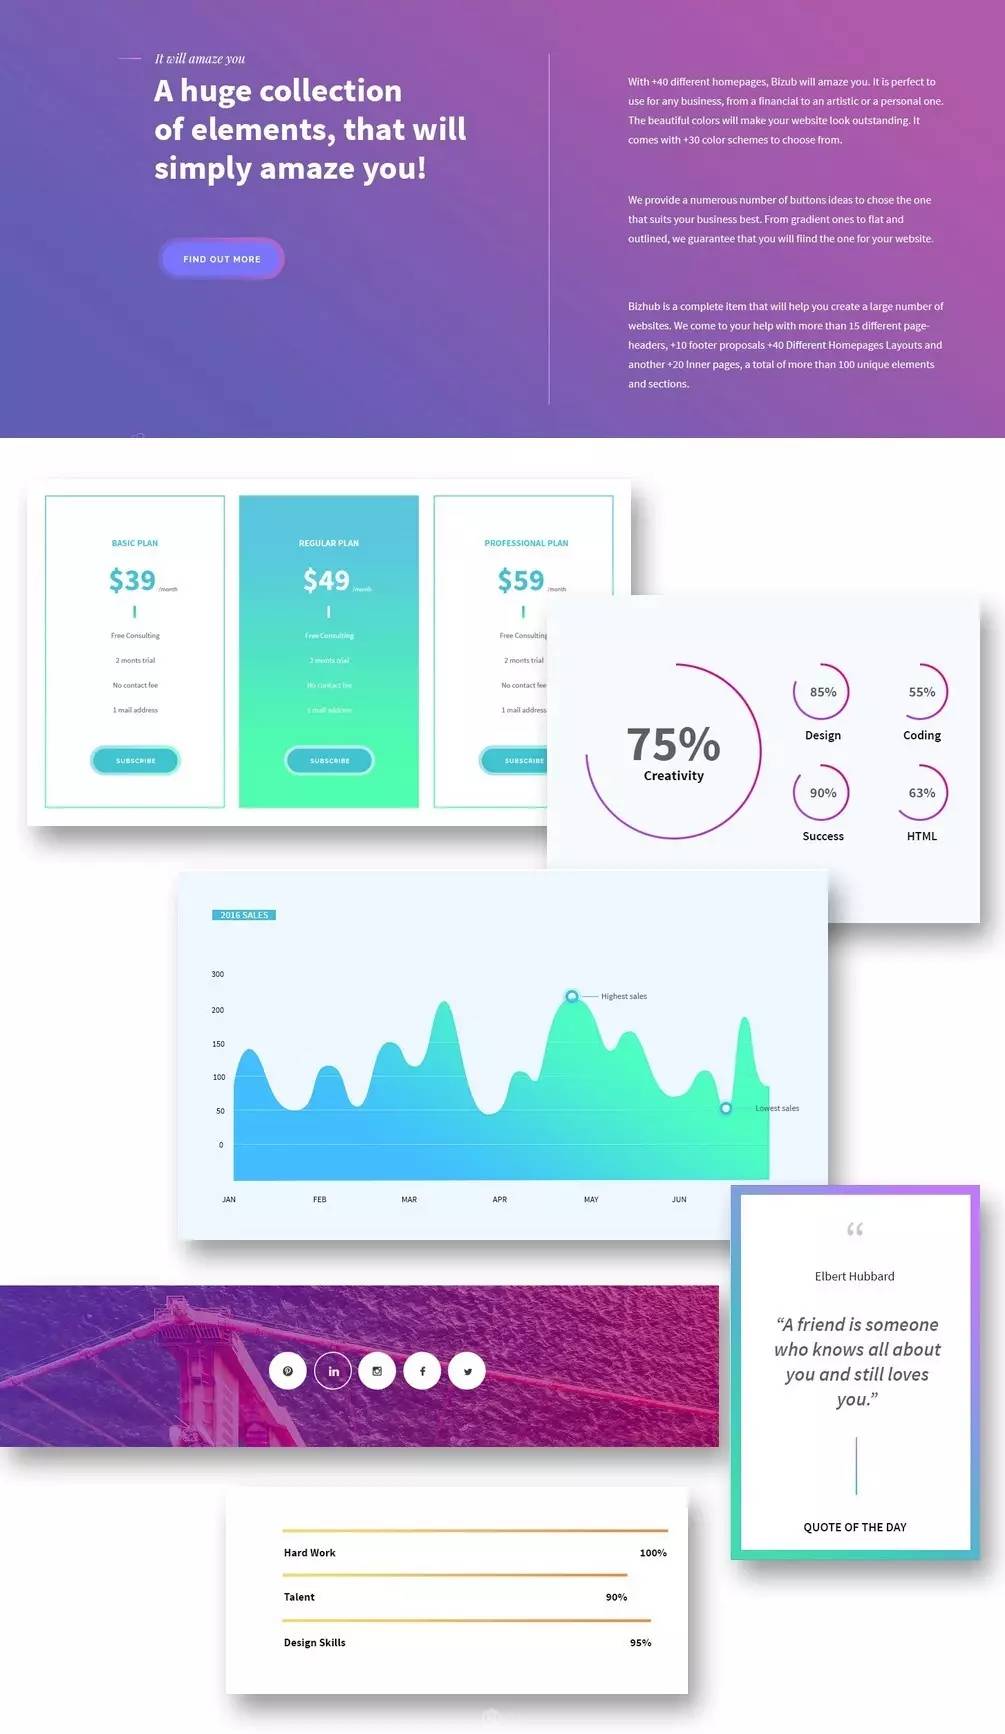 It will amaze you
A huge collection
of elements, that will
simply amaze you!
FIND OUT MORE
With +40 different homepages, Bizub will amaze you. It is perfect to
use for any business, from a financial to an artistic or a personal one.
The beautiful colors will make your website look outstanding. It
comes with +30 color schemes to choose from.
We provide a numerous number of buttons ideas to chose the one
that suits your business best. From gradient ones to flat and
outlined, we guarantee that you will fiind the one for your website.
Bizhub is a complete item that will help you create a large number of
websites. We come to your help with more than 15 different page-
headers, +10 footer proposals +40 Different Homepages Layouts and
another +20 Inner pages, a total of more than 100 unique elements
and sections.
BASIC PLAN
$39 /month
Free Consulting
2 monts trial
No contact fee
1 mail address
SUBSCRIBE
REGULAR PLAN
$49 /month
Free Consulting
2 monts trial
No contact fee
1 mail address
SUBSCRIBE
PROFESSIONAL PLAN
$59 /month
Free Consulting
2 monts trial
No contact fee
1 mail address
SUBSCRIBE
75%
Creativity
85%
Design
55%
Coding
90%
Success
63%
HTML
2016 SALES
300
200
150
100
50
0
Highest sales
Lowest sales
JAN FEB MAR APR MAY JUN
“
Elbert Hubbard
“A friend is someone
who knows all about
you and still loves
you.”
QUOTE OF THE DAY
Hard Work 100%
Talent 90%
Design Skills 95%